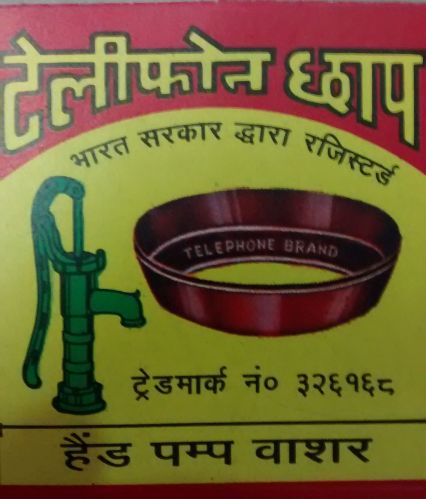 टेलीफोन छाप
भारत सरकार द्वारा रजिस्टर्ड
TELEPHONE BRAND
ट्रेडमार्क नं० ३२६१६८
हैंड पम्प वाशर